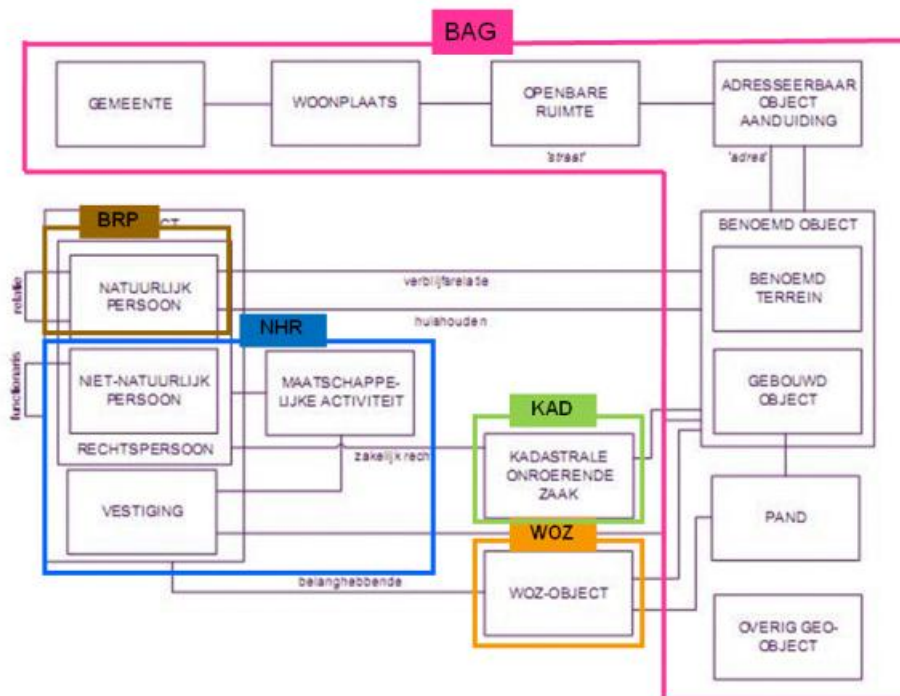 BAG
GEMEENTE
WOONPLAATS
OPENBARE
RUIMTE
ADRESSEERBAAR
OBJECT
AANDUIDING
'straat'
'adres'
BRP
CT
BENOEMD OBJECT
NATUURLIJK
PERSOON
relatie
verblijfsrelatie
BENOEMD
TERREIN
huishouden
NHR
NIET-NATUURLIJK
PERSOON
functionaris
MAATSCHAPPE-
LIJKE ACTIVITEIT
GEBOUWD
OBJECT
KAD
RECHTSPERSOON
zakelijk rech
KADASTRALE
ONROERENDE
ZAAK
VESTIGING
PAND
WOZ
belanghebbende
WOZ-OBJECT
OVERIG GEO-
OBJECT